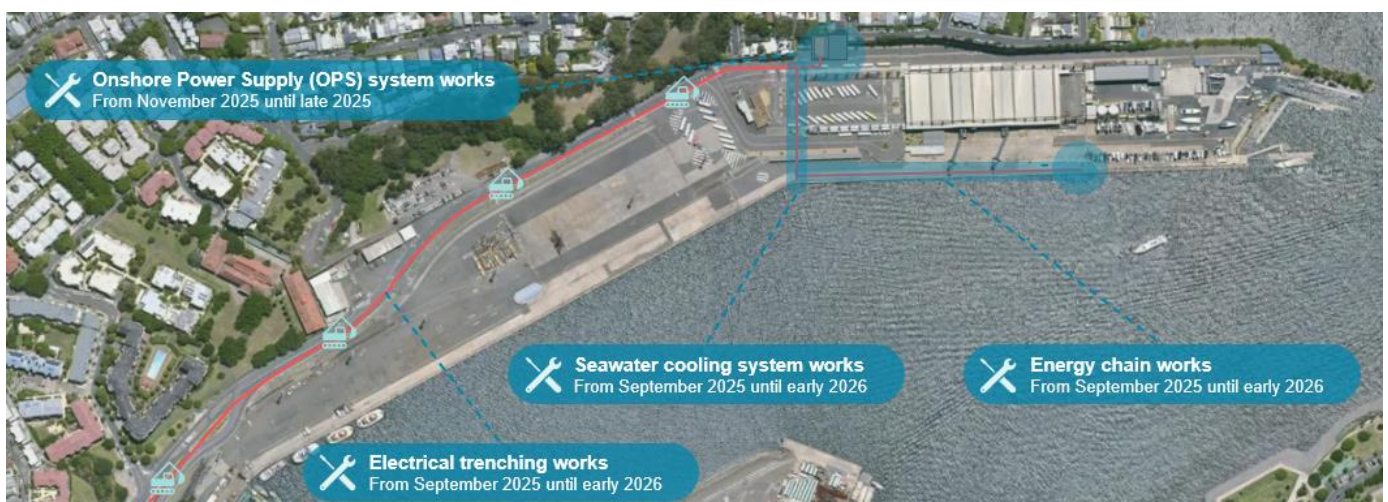 Onshore Power Supply (OPS) system works
From November 2025 until late 2025
Seawater cooling system works
From September 2025 until early 2026
Energy chain works
From September 2025 until early 2026
Electrical trenching works
From September 2025 until early 2026